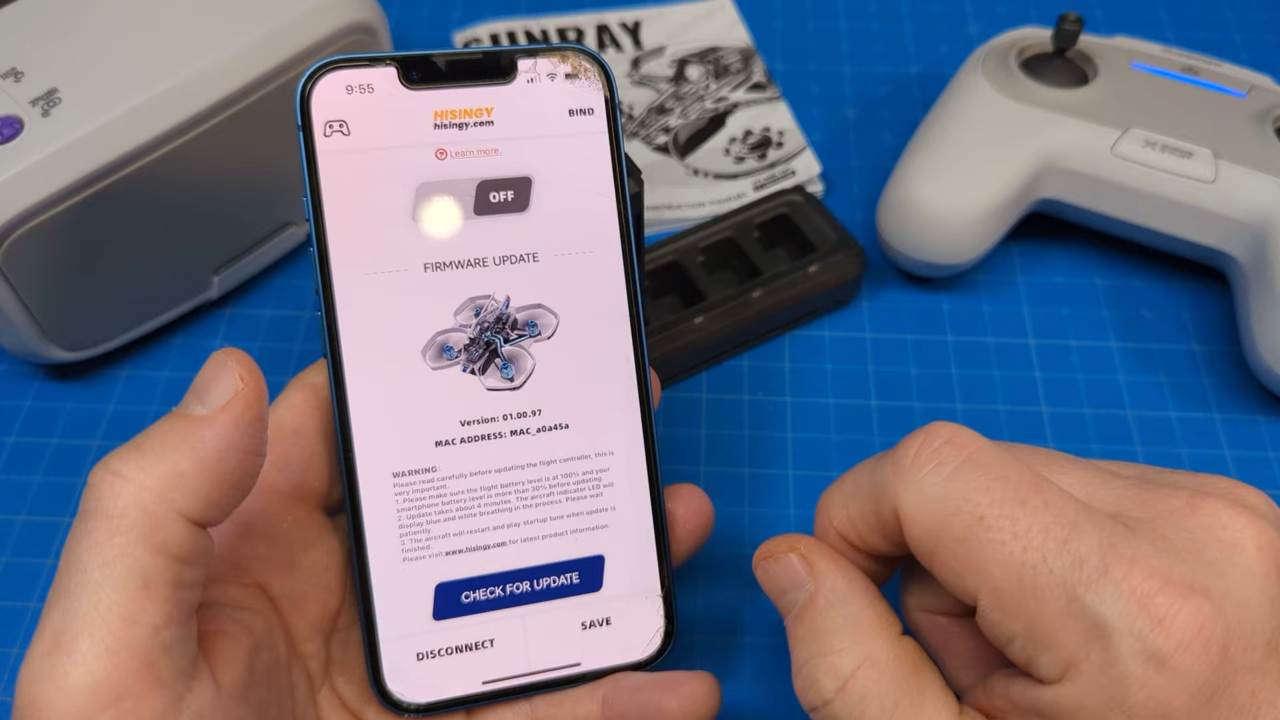 SUNRAY
9:55
HISINGY
hisingy.com
BIND
Learn more.
OFF
FIRMWARE UPDATE
Version: 01.00.97
MAC ADDRESS: MAC_a0a45a
WARNING:
Please read carefully before updating the flight controller, this is
very important.
1. Please make sure the flight battery level is at 100% and your
smartphone battery level is more than 30% before updating.
2. Update takes about 4 minutes. The aircraft indicator LED will
display blue and white breathing in the process. Please wait
patiently.
3. The aircraft will restart and play startup tune when update is
finished.
Please visit www.hisingy.com for latest product information.
CHECK FOR UPDATE
DISCONNECT
SAVE